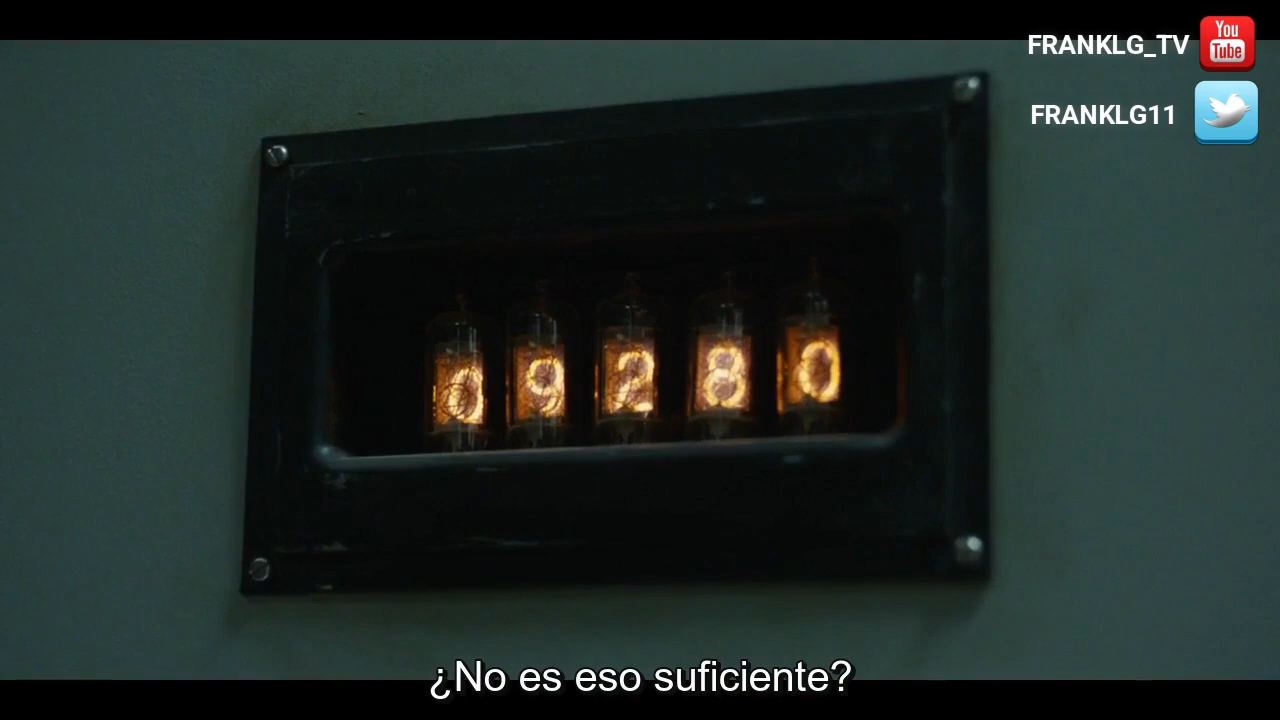 FRANKLG_TV
You
Tube
FRANKLG11
09280
¿No es eso suficiente?